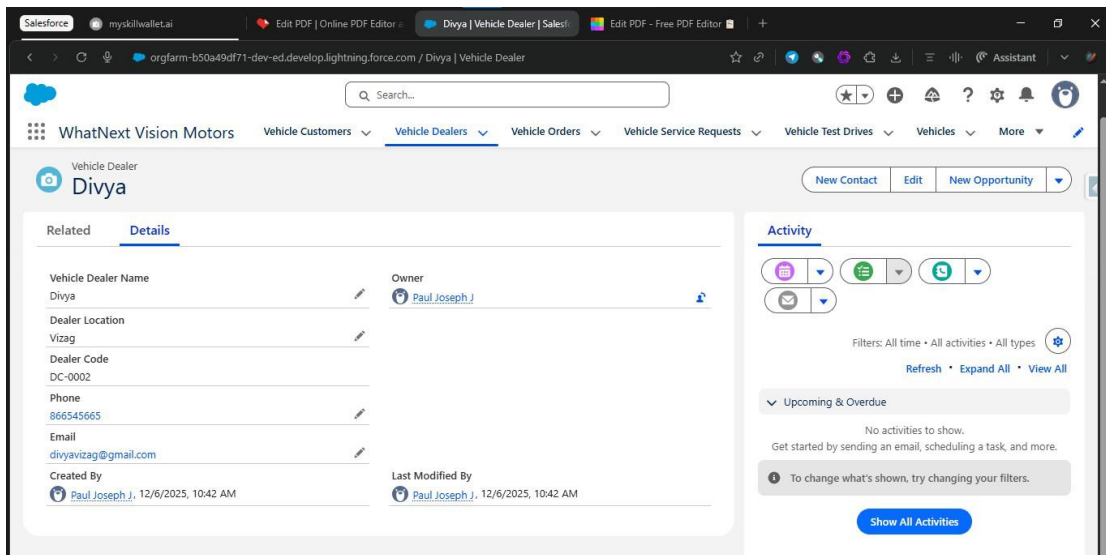 Salesforce myskillwallet.ai Edit PDF | Online PDF Editor a Divya | Vehicle Dealer | Salesfo Edit PDF - Free PDF Editor
orgfarm-b50a49df71-dev-ed.develop.lightning.force.com / Divya | Vehicle Dealer Assistant
Search...
WhatNext Vision Motors Vehicle Customers Vehicle Dealers Vehicle Orders Vehicle Service Requests Vehicle Test Drives Vehicles More
Vehicle Dealer
Divya
New Contact Edit New Opportunity
Related Details
Vehicle Dealer Name
Divya
Owner
Paul Joseph J
Dealer Location
Vizag
Dealer Code
DC-0002
Phone
866545665
Email
divyavizag@gmail.com
Created By
Paul Joseph J, 12/6/2025, 10:42 AM
Last Modified By
Paul Joseph J, 12/6/2025, 10:42 AM
Activity
Filters: All time • All activities • All types
Refresh • Expand All • View All
Upcoming & Overdue
No activities to show.
Get started by sending an email, scheduling a task, and more.
To change what's shown, try changing your filters.
Show All Activities